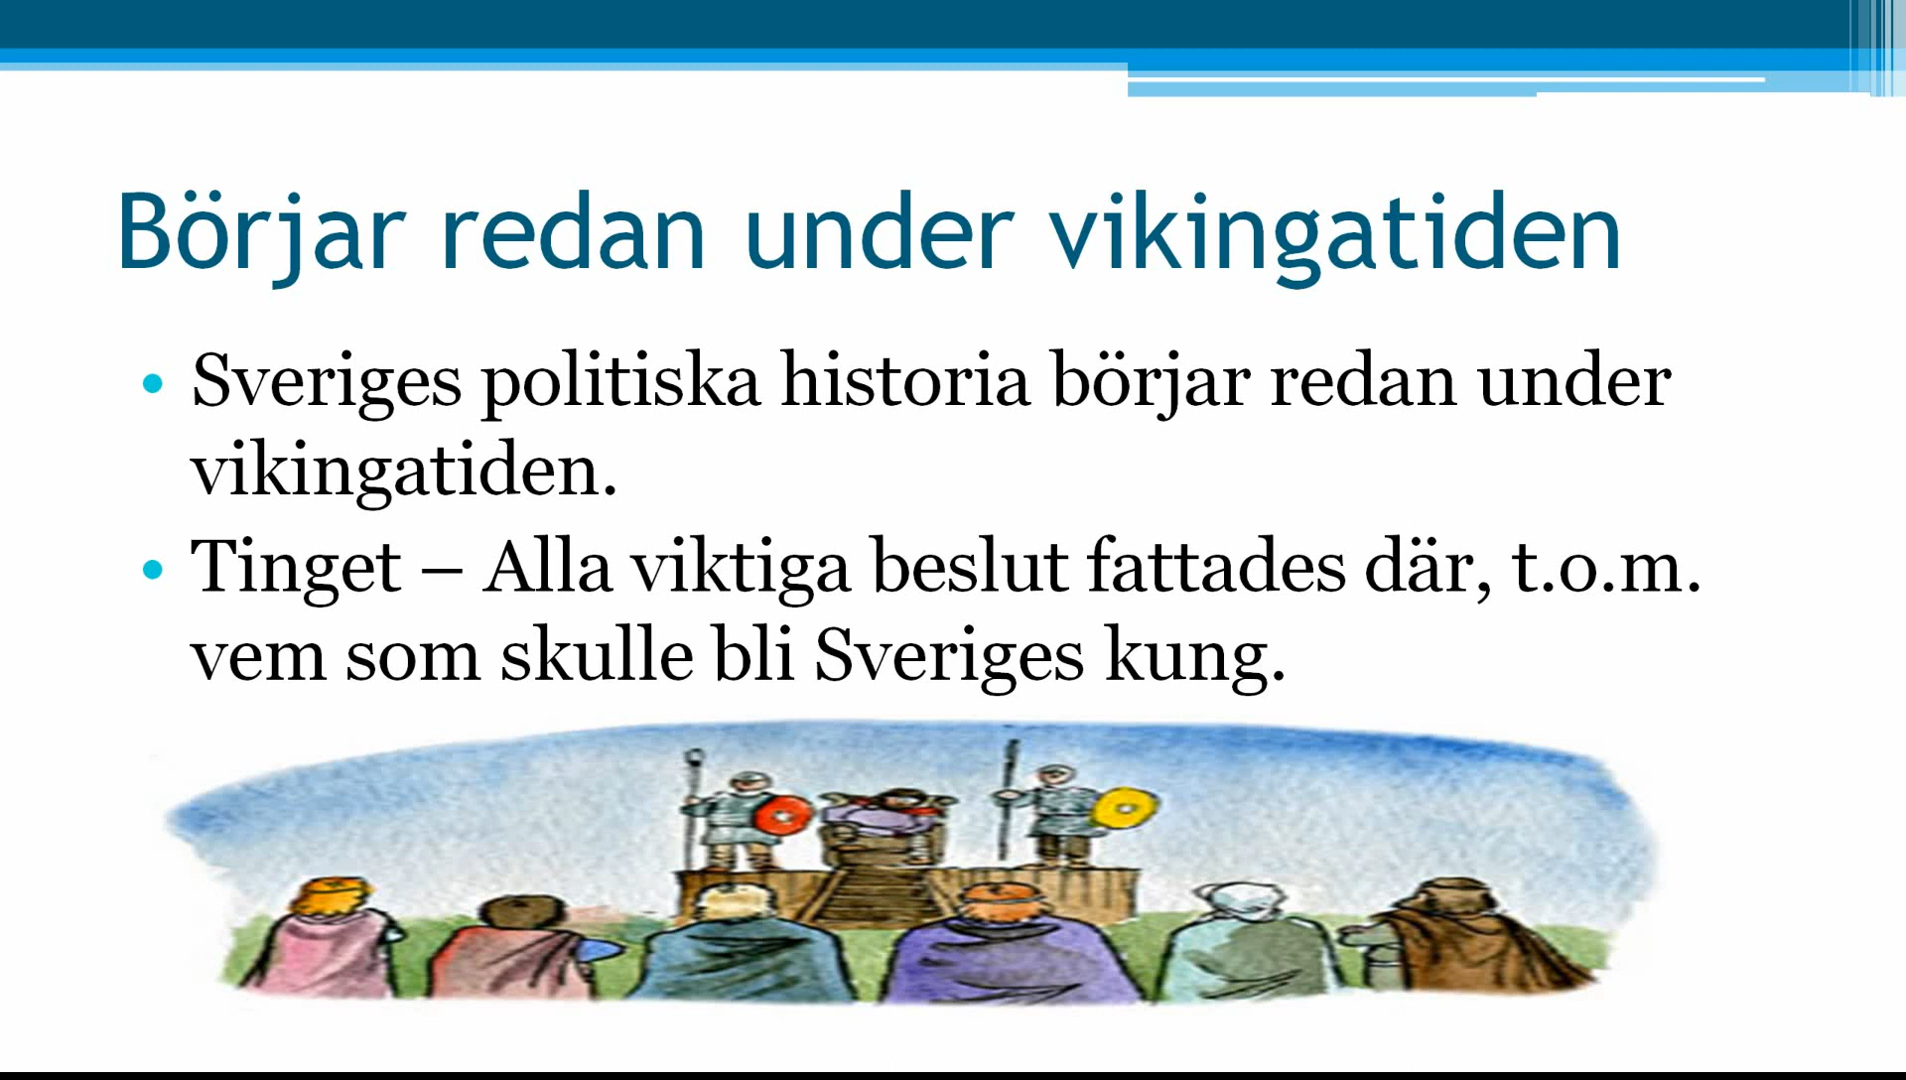 Börjar redan under vikingatiden
• Sveriges politiska historia börjar redan under
vikingatiden.
• Tinget – Alla viktiga beslut fattades där, t.o.m.
vem som skulle bli Sveriges kung.